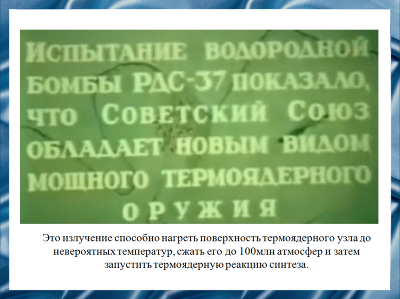 Испытание водородной
бомбы РДС-37 показало,
что Советский Союз
обладает новым видом
мощного термоядерного
оружия
Это излучение способно нагреть поверхность термоядерного узла до
невероятных температур, сжать его до 100млн атмосфер и затем
запустить термоядерную реакцию синтеза.